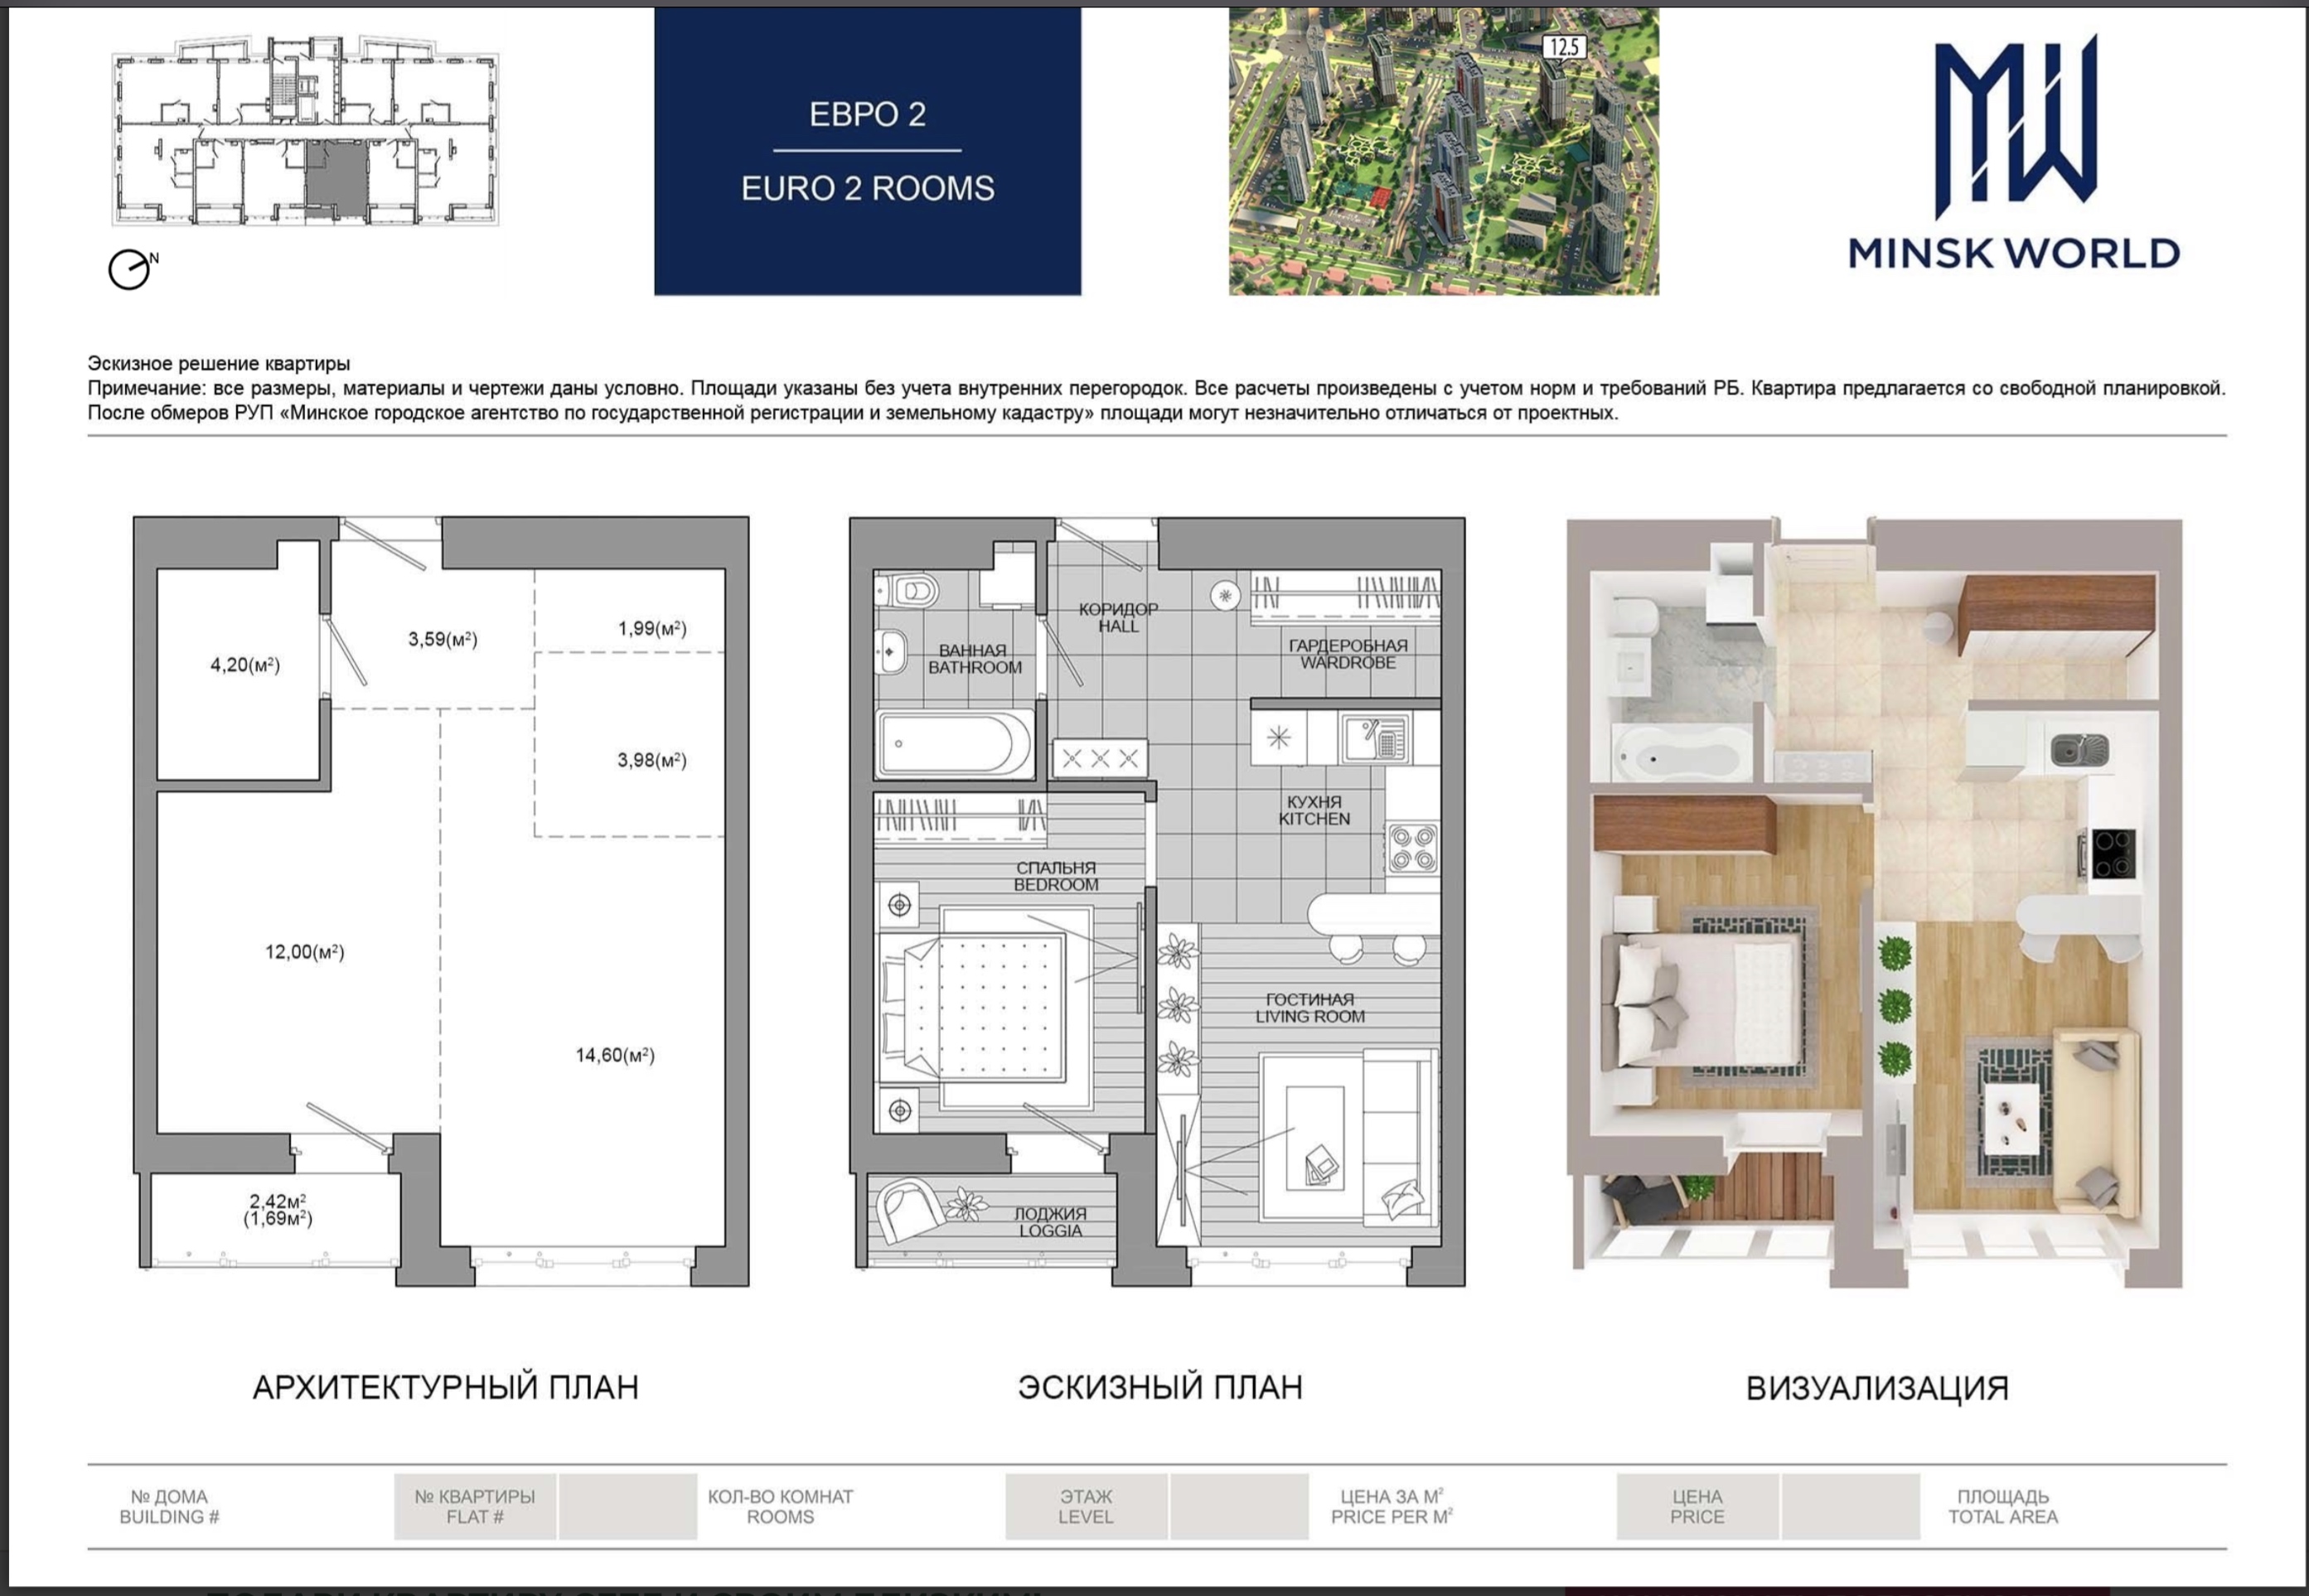 N
ЕВРО 2
EURO 2 ROOMS
12.5
MINSK WORLD
Эскизное решение квартиры
Примечание: все размеры, материалы и чертежи даны условно. Площади указаны без учета внутренних перегородок. Все расчеты произведены с учетом норм и требований РБ. Квартира предлагается со свободной планировкой.
После обмеров РУП «Минское городское агентство по государственной регистрации и земельному кадастру» площади могут незначительно отличаться от проектных.
4,20(м²)
3,59(м²)
1,99(м²)
3,98(м²)
12,00(м²)
14,60(м²)
2,42м²
(1,69м²)
КОРИДОР
HALL
ВАННАЯ
BATHROOM
ГАРДЕРОБНАЯ
WARDROBE
КУХНЯ
KITCHEN
СПАЛЬНЯ
BEDROOM
ГОСТИНАЯ
LIVING ROOM
ЛОДЖИЯ
LOGGIA
АРХИТЕКТУРНЫЙ ПЛАН
ЭСКИЗНЫЙ ПЛАН
ВИЗУАЛИЗАЦИЯ
№ ДОМА
BUILDING #
№ КВАРТИРЫ
FLAT #
КОЛ-ВО КОМНАТ
ROOMS
ЭТАЖ
LEVEL
ЦЕНА ЗА М²
PRICE PER M²
ЦЕНА
PRICE
ПЛОЩАДЬ
TOTAL AREA